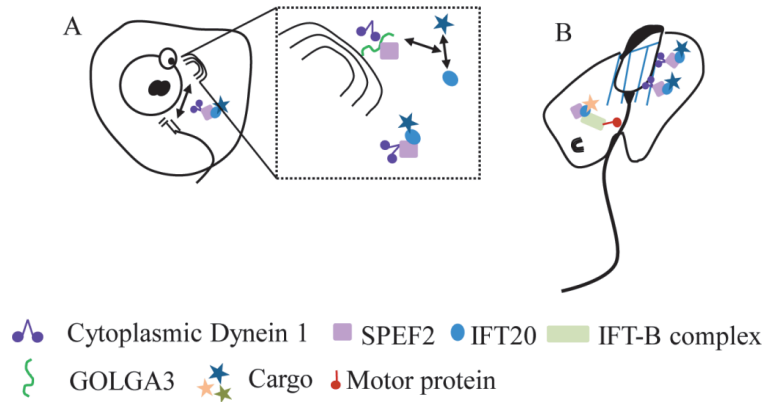 A
B
Cytoplasmic Dynein 1 SPEF2 IFT20 IFT-B complex
GOLGA3 Cargo Motor protein